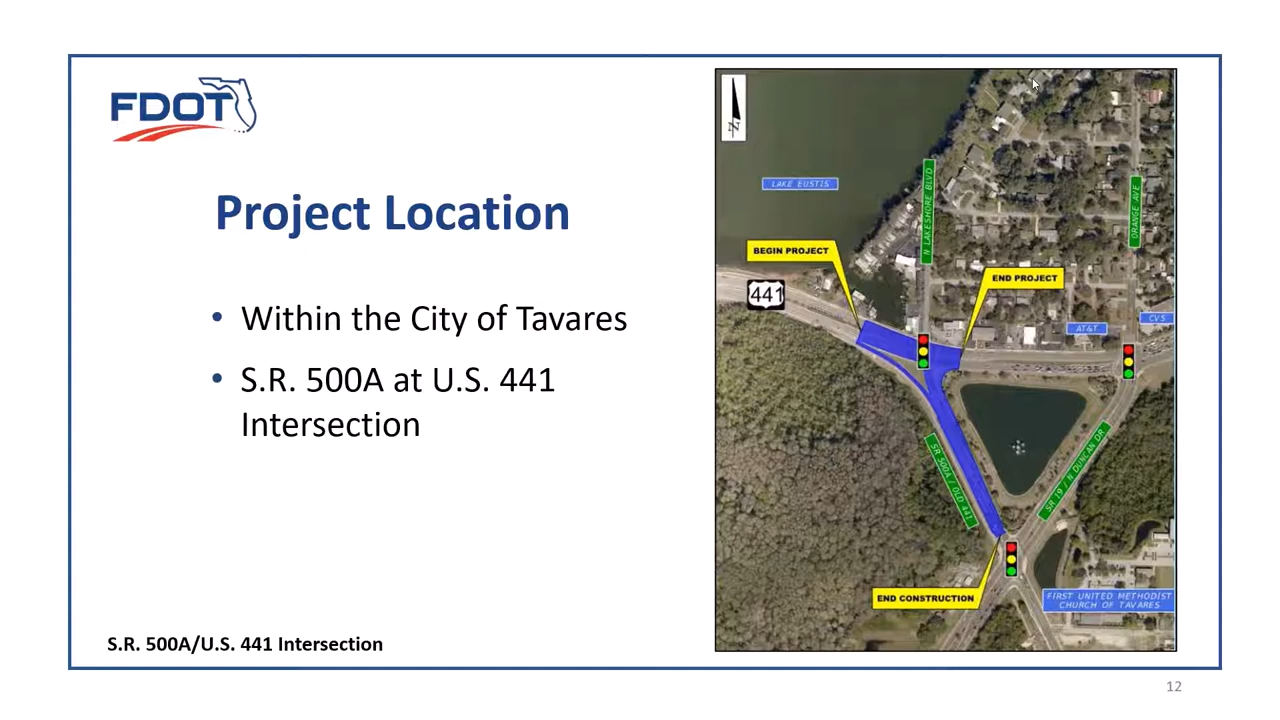 FDOT
Project Location
• Within the City of Tavares
• S.R. 500A at U.S. 441
Intersection
S.R. 500A/U.S. 441 Intersection
N
LAKE EUSTIS
N LAKESHORE BLVD
ORANGE AVE
BEGIN PROJECT
END PROJECT
441
AT&T
CVS
SR 500A / OLD 441
SR 19 / N DUNCAN DR
END CONSTRUCTION
FIRST UNITED METHODIST
CHURCH OF TAVARES
12